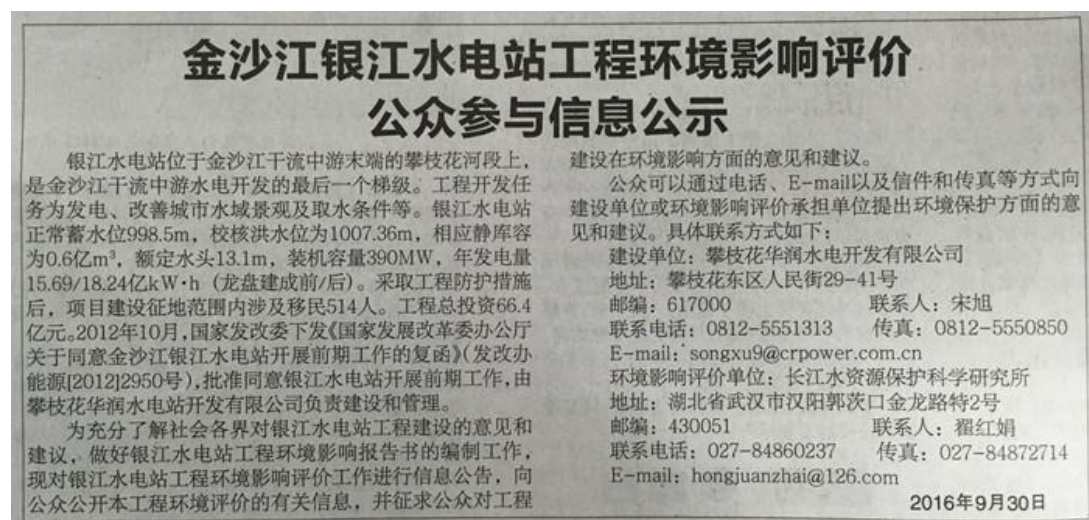 金沙江银江水电站工程环境影响评价
公众参与信息公示
银江水电站位于金沙江干流中游末端的攀枝花河段上，
是金沙江干流中游水电开发的最后一个梯级。工程开发任
务为发电、改善城市水域景观及取水条件等。银江水电站
正常蓄水位998.5m，校核洪水位为1007.36m，相应静库容
为0.6亿m³，额定水头13.1m，装机容量390MW，年发电量
15.69/18.24亿kW·h（龙盘建成前/后）。采取工程防护措施
后，项目建设征地范围内涉及移民514人。工程总投资66.4
亿元。2012年10月，国家发改委下发《国家发展改革委办公厅
关于同意金沙江银江水电站开展前期工作的复函》（发改办
能源[2012]2950号），批准同意银江水电站开展前期工作，由
攀枝花华润水电站开发有限公司负责建设和管理。
为充分了解社会各界对银江水电站工程建设的意见和
建议，做好银江水电站工程环境影响报告书的编制工作，
现对银江水电站工程环境影响评价工作进行信息公告，向
公众公开本工程环境评价的有关信息，并征求公众对工程
建设在环境影响方面的意见和建议。
公众可以通过电话、E-mail以及信件和传真等方式向
建设单位或环境影响评价承担单位提出环境保护方面的意
见和建议。具体联系方式如下：
建设单位：攀枝花华润水电开发有限公司
地址：攀枝花东区人民街29-41号
邮编：617000 联系人：宋旭
联系电话：0812-5551313 传真：0812-5550850
E-mail：songxu9@crpower.com.cn
环境影响评价单位：长江水资源保护科学研究所
地址：湖北省武汉市汉阳郭茨口金龙路特2号
邮编：430051 联系人：翟红娟
联系电话：027-84860237 传真：027-84872714
E-mail：hongjuanzhai@126.com
2016年9月30日